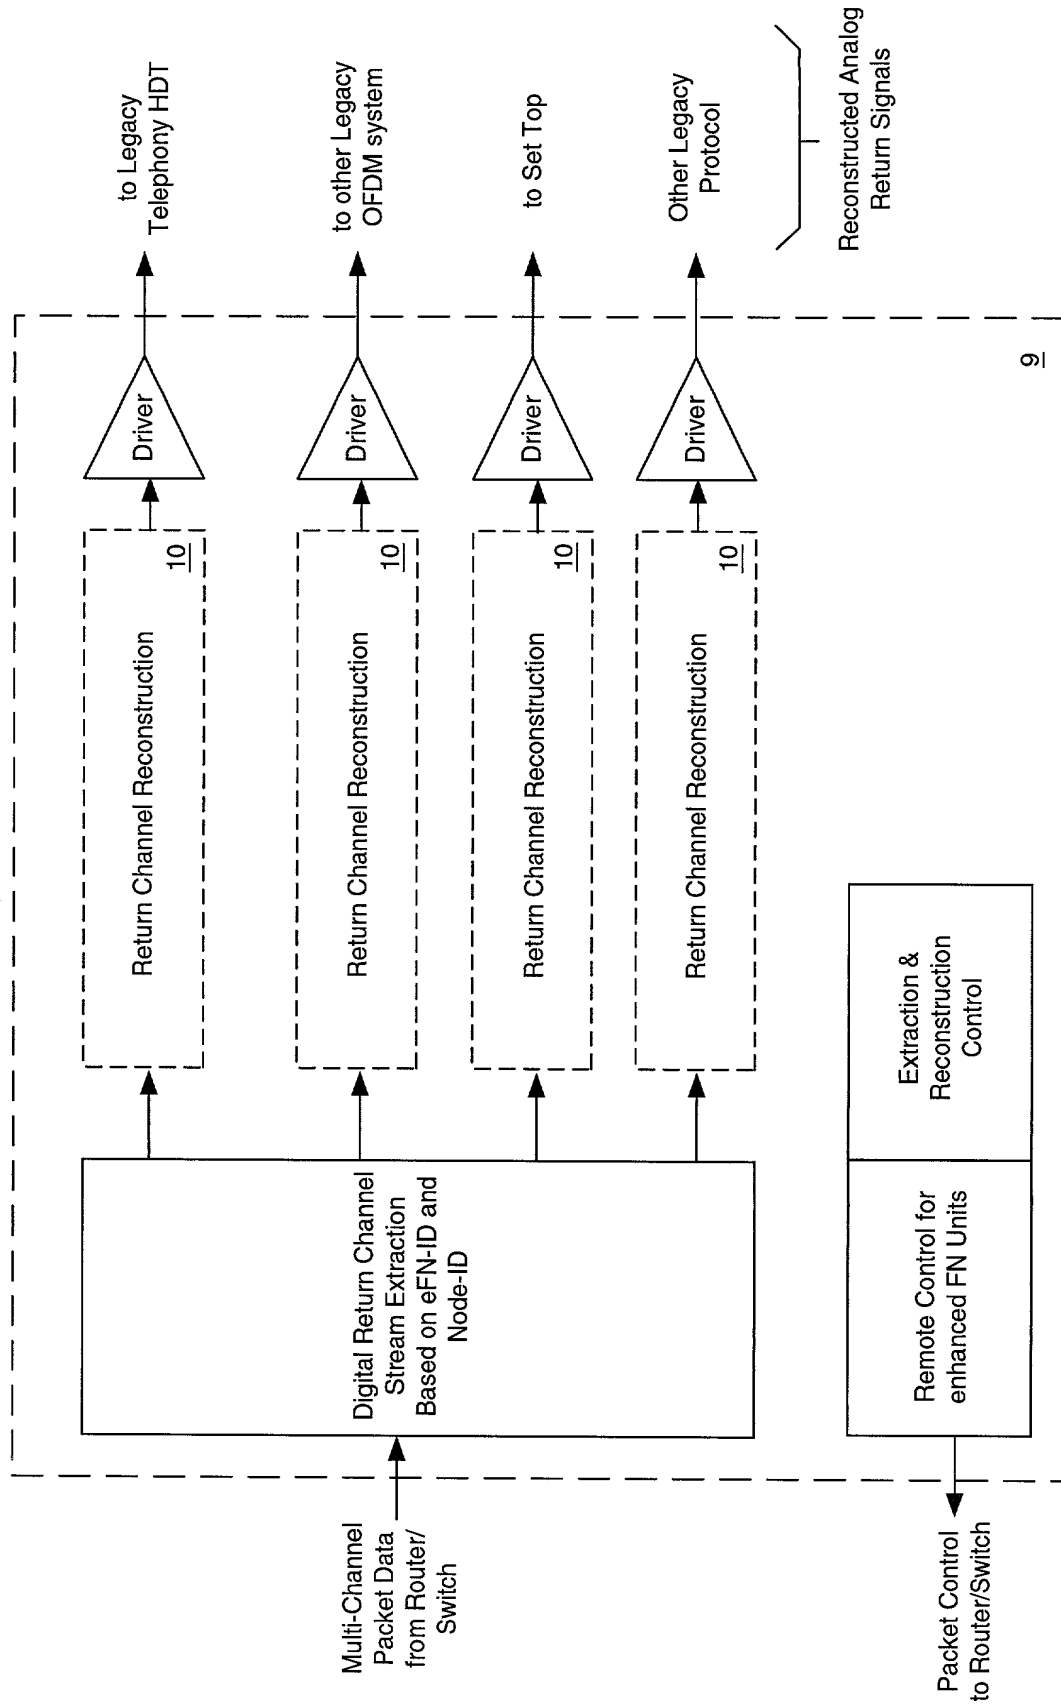 Multi-Channel
Packet Data
from Router/
Switch
Digital Return Channel
Stream Extraction
Based on eFN-ID and
Node-ID
Return Channel Reconstruction
10
Driver
to Legacy
Telephony HDT
Return Channel Reconstruction
10
Driver
to other Legacy
OFDM system
Return Channel Reconstruction
10
Driver
to Set Top
Return Channel Reconstruction
10
Driver
Other Legacy
Protocol
Reconstructed Analog
Return Signals
Packet Control
to Router/Switch
Remote Control for
enhanced FN Units
Extraction &
Reconstruction
Control
9